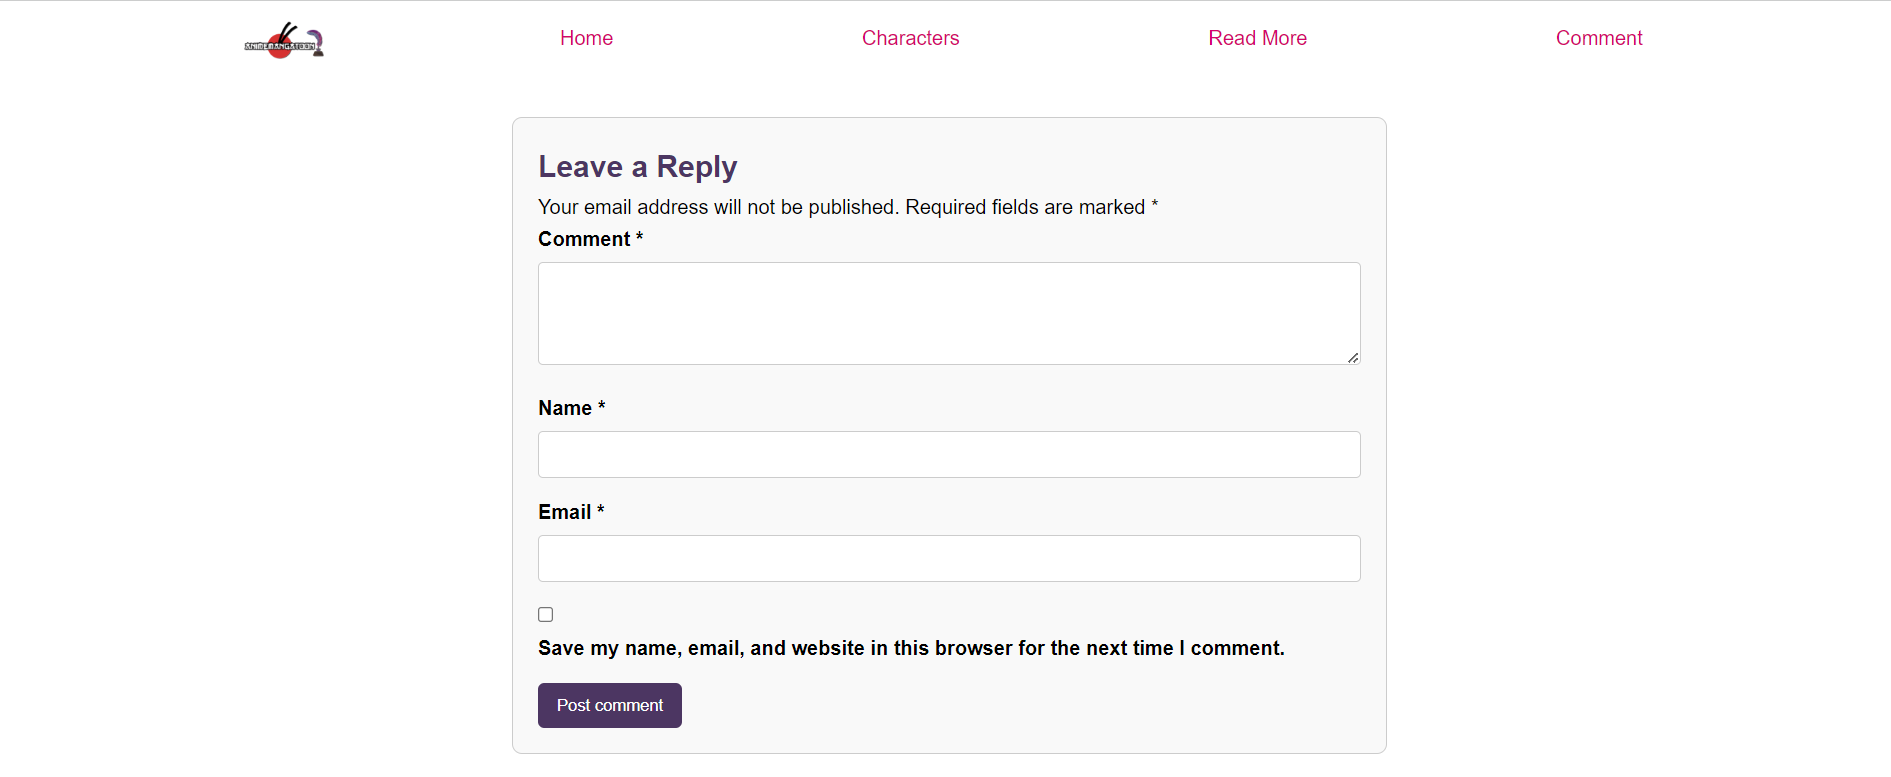 ANIMEMANGATOON
Home
Characters
Read More
Comment
Leave a Reply
Your email address will not be published. Required fields are marked *
Comment *
Name *
Email *
Save my name, email, and website in this browser for the next time I comment.
Post comment